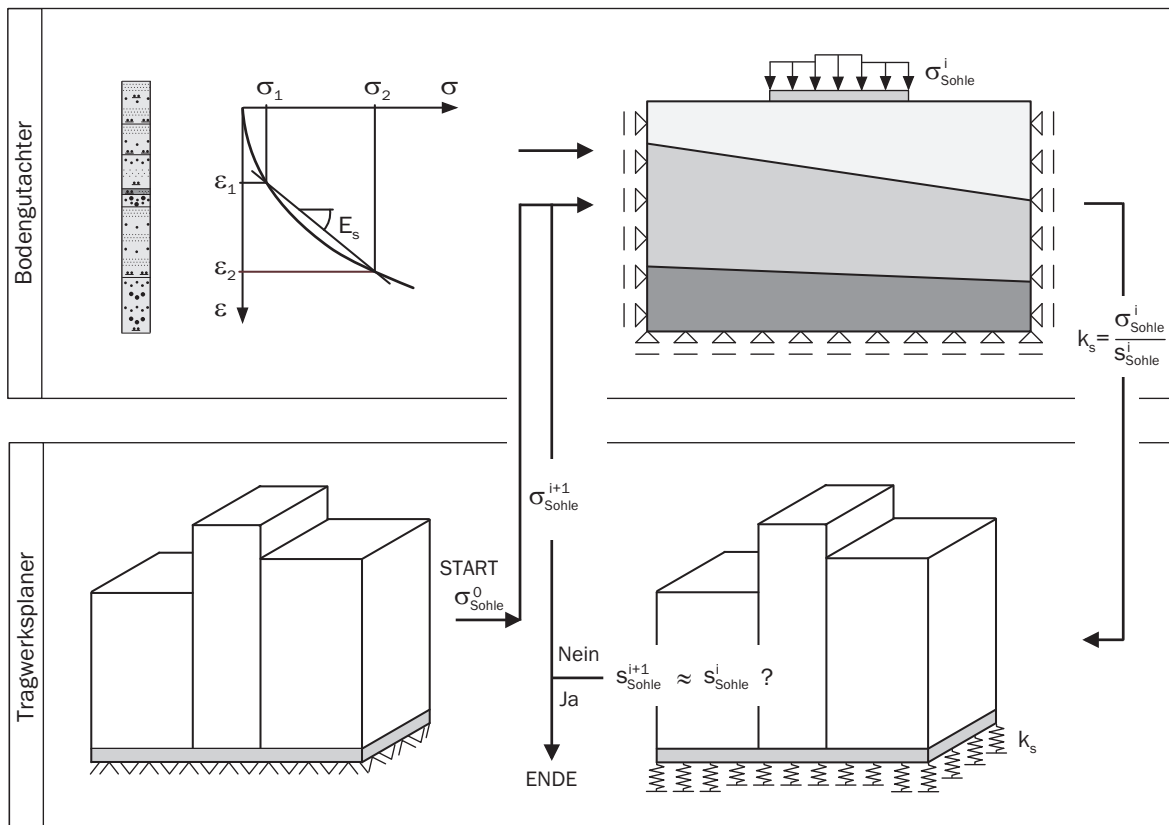 Bodengutachter
σ₁ σ₂ σ
ε₁
Eₛ
ε₂
ε
σ^i_Sohle
kₛ = σ^i_Sohle / s^i_Sohle
Tragwerksplaner
START
σ^0_Sohle
σ^{i+1}_Sohle
Nein
s^{i+1}_Sohle ≈ s^i_Sohle ?
Ja
ENDE
kₛ